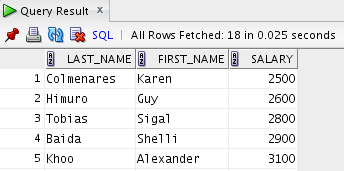 Query Result
SQL | All Rows Fetched: 18 in 0.025 seconds
LAST_NAME FIRST_NAME SALARY
1 Colmenares Karen 2500
2 Himuro Guy 2600
3 Tobias Sigal 2800
4 Baida Shelli 2900
5 Khoo Alexander 3100